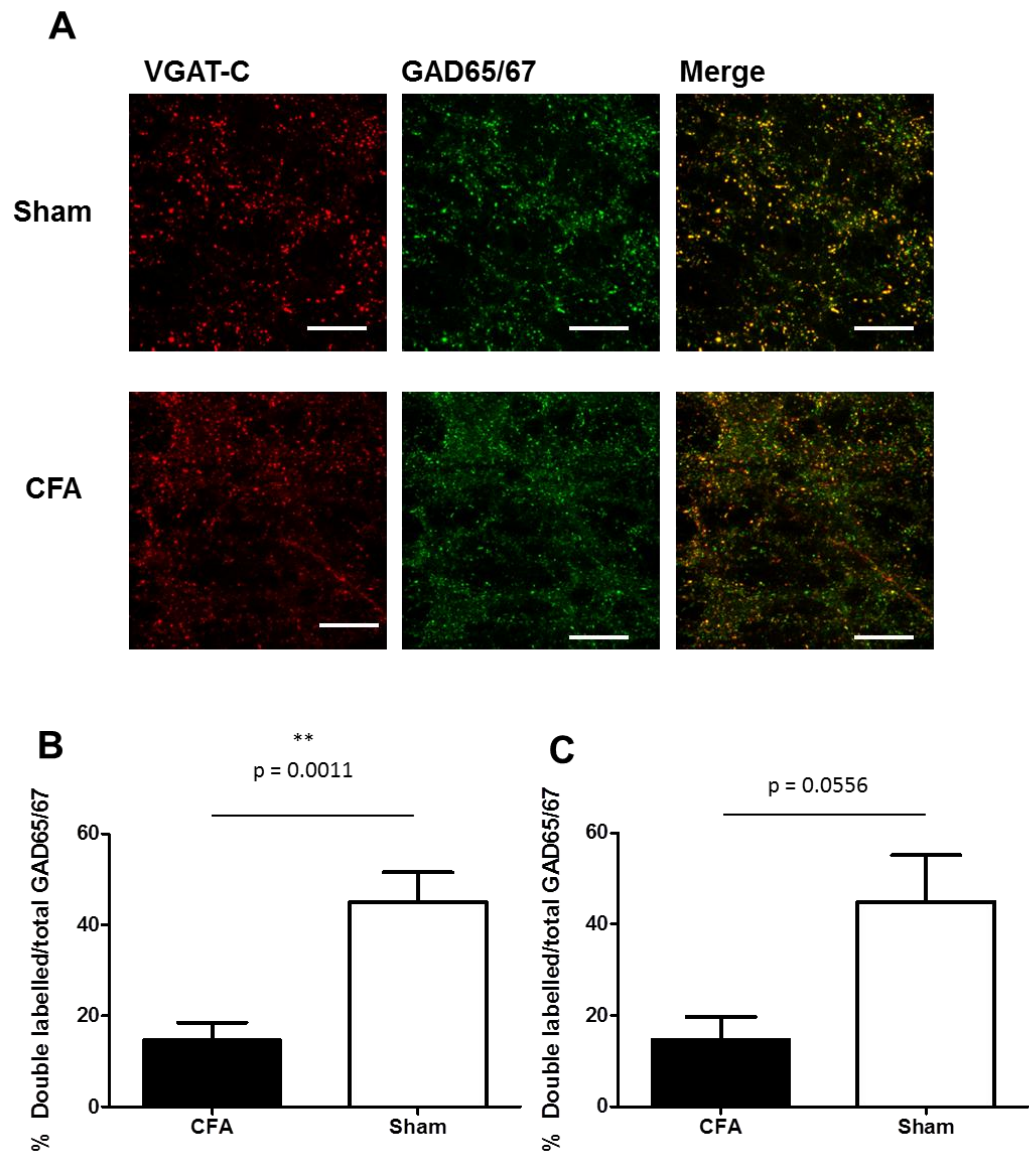 A
VGAT-C GAD65/67 Merge
Sham
CFA
B
**
p = 0.0011
% Double labelled/total GAD65/67
60
40
20
0
CFA Sham
C
p = 0.0556
% Double labelled/total GAD65/67
60
40
20
0
CFA Sham